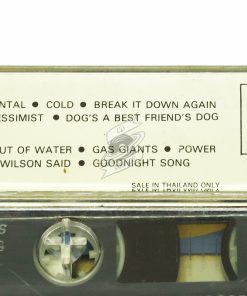 NTAL • COLD • BREAK IT DOWN AGAIN
ESSIMIST • DOG'S A BEST FRIEND'S DOG
UT OF WATER • GAS GIANTS • POWER
WILSON SAID • GOODNIGHT SONG
SALE IN THAILAND ONLY